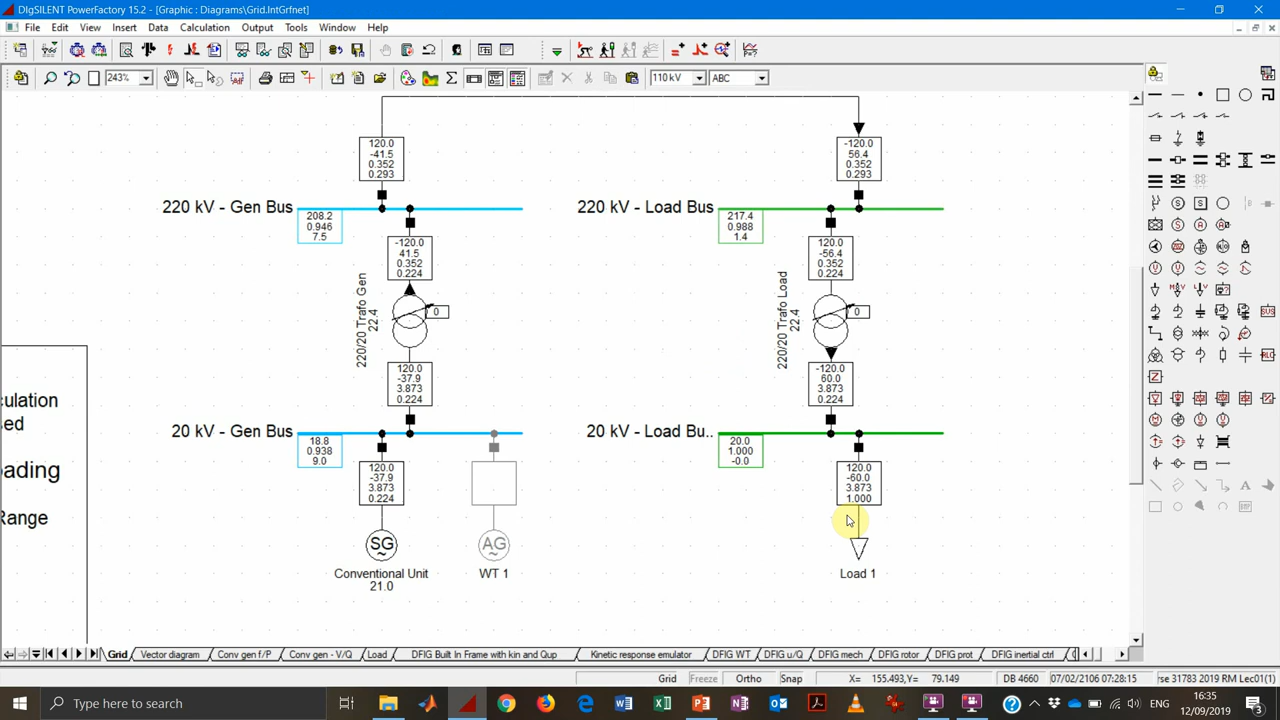 DIgSILENT PowerFactory 15.2 - [Graphic : Diagrams\Grid.IntGrfnet]
File Edit View Insert Data Calculation Output Tools Window Help
243% 110 kV ABC
120.0
-41.5
0.352
0.293
-120.0
56.4
0.352
0.293
220 kV - Gen Bus
208.2
0.946
7.5
220 kV - Load Bus
217.4
0.988
1.4
-120.0
41.5
0.352
0.224
120.0
-56.4
0.352
0.224
220/20 Trafo Gen
22.4
0
220/20 Trafo Load
22.4
0
120.0
-37.9
3.873
0.224
-120.0
60.0
3.873
0.224
culation
ed
oading
Range
20 kV - Gen Bus
18.8
0.938
9.0
20 kV - Load Bu..
20.0
1.000
-0.0
120.0
-37.9
3.873
0.224
120.0
-60.0
3.873
1.000
SG
~
AG
~
Conventional Unit
21.0
WT 1
Load 1
Grid Vector diagram Conv gen f/P Conv gen - V/Q Load DFIG Built In Frame with kin and Qup Kinetic response emulator DFIG WT DFIG u/Q DFIG mech DFIG rotor DFIG prot DFIG inertial ctrl
Grid Freeze Ortho Snap X= 155.493,Y= 79.149 DB 4660 07/02/2106 07:28:15 rse 31783 2019 RM Lec01(1)
Type here to search
ENG
16:35
12/09/2019
3